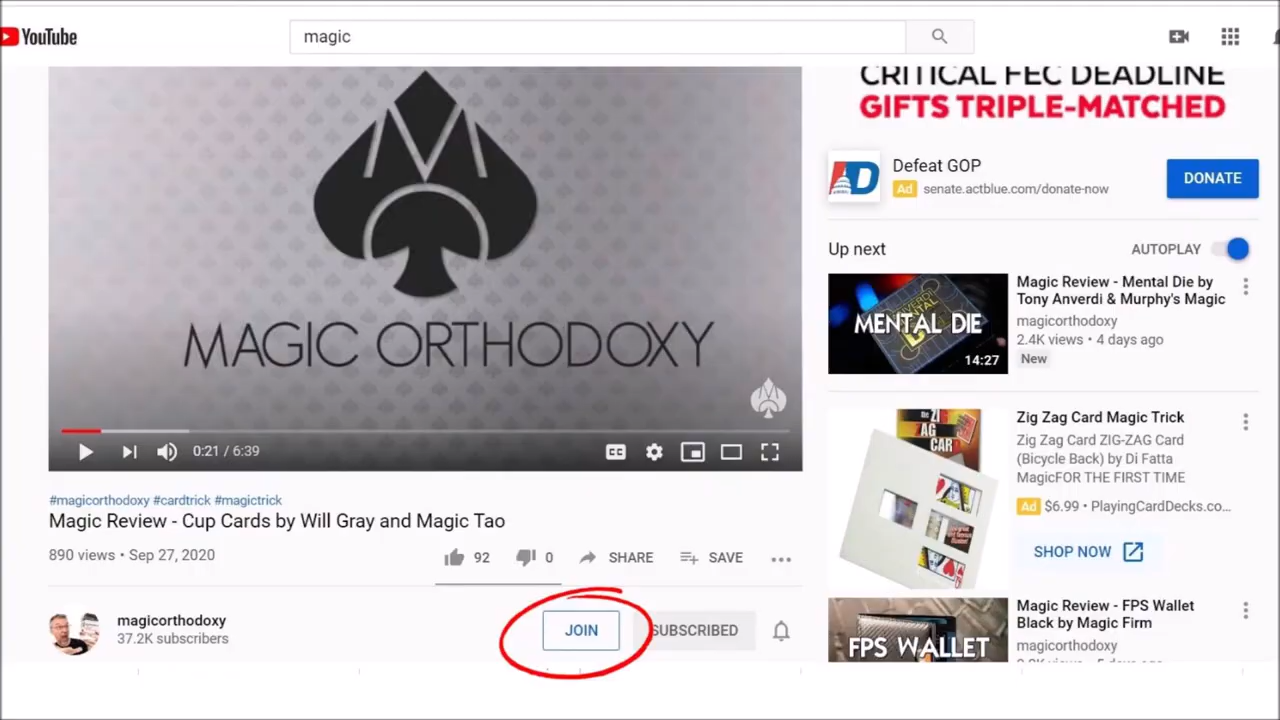 YouTube
magic
MAGIC ORTHODOXY
0:21 / 6:39
CC
#magicorthodoxy #cardtrick #magictrick
Magic Review - Cup Cards by Will Gray and Magic Tao
890 views • Sep 27, 2020
92
0
SHARE
SAVE
magicorthodoxy
37.2K subscribers
JOIN
SUBSCRIBED
CRITICAL FEC DEADLINE
GIFTS TRIPLE-MATCHED
Defeat GOP
Ad senate.actblue.com/donate-now
DONATE
Up next
AUTOPLAY
MENTAL DIE
14:27
Magic Review - Mental Die by
Tony Anverdi & Murphy's Magic
magicorthodoxy
2.4K views • 4 days ago
New
ZIG
ZAG
CARD
Zig Zag Card Magic Trick
Zig Zag Card ZIG-ZAG Card
(Bicycle Back) by Di Fatta
MagicFOR THE FIRST TIME
Ad $6.99 • PlayingCardDecks.co...
SHOP NOW
FPS WALLET
Magic Review - FPS Wallet
Black by Magic Firm
magicorthodoxy